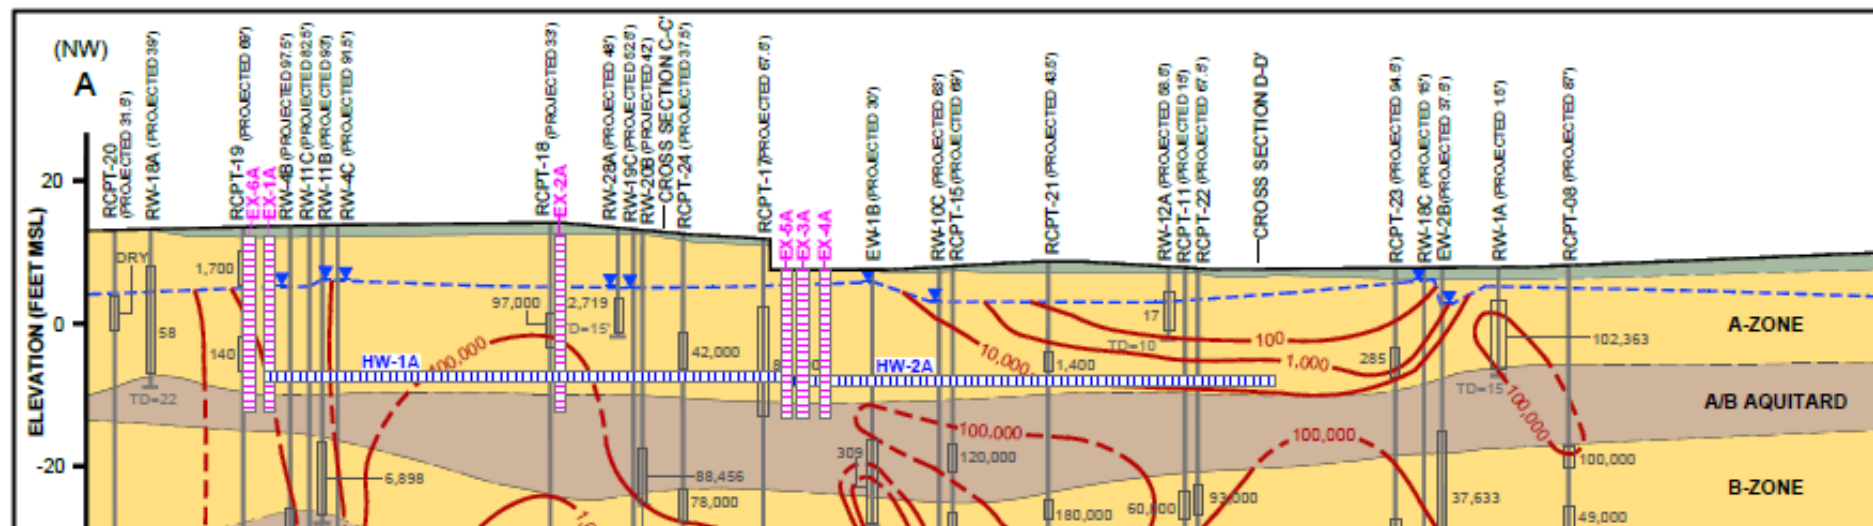 (NW)
A
ELEVATION (FEET MSL)
20
0
-20
RCPT-20
(PROJECTED 31.5')
RW-18A (PROJECTED 39')
RCPT-19 (PROJECTED 69')
EX-6A
EX-1A
RW-4B (PROJECTED 97.5')
RW-11C (PROJECTED 82.5')
RW-11B (PROJECTED 93')
RW-4C (PROJECTED 91.5')
RCPT-18 (PROJECTED 33')
EX-2A
RW-28A (PROJECTED 48')
RW-19C (PROJECTED 52.5')
RW-20B (PROJECTED 42')
CROSS SECTION C-C'
RCPT-24 (PROJECTED 37.5')
RCPT-17 (PROJECTED 67.5')
EX-5A
EX-3A
EX-4A
EW-1B (PROJECTED 30')
RW-10C (PROJECTED 63')
RCPT-15 (PROJECTED 69')
RCPT-21 (PROJECTED 43.5')
RW-12A (PROJECTED 58.5')
RCPT-11 (PROJECTED 15')
RCPT-22 (PROJECTED 67.5')
CROSS SECTION D-D'
RCPT-23 (PROJECTED 94.5')
RW-18C (PROJECTED 15')
EW-2B (PROJECTED 37.5')
RW-1A (PROJECTED 1.5')
RCPT-08 (PROJECTED 87')
DRY
1,700
58
140
TD=22
HW-1A
100,000
97,000
2,719
TD=15'
42,000
HW-2A
10,000
1,400
17
TD=10
100
1,000
285
102,363
TD=15
100,000
A-ZONE
A/B AQUITARD
B-ZONE
6,898
88,456
78,000
309
100,000
120,000
180,000
60,000
93,000
100,000
37,633
100,000
49,000